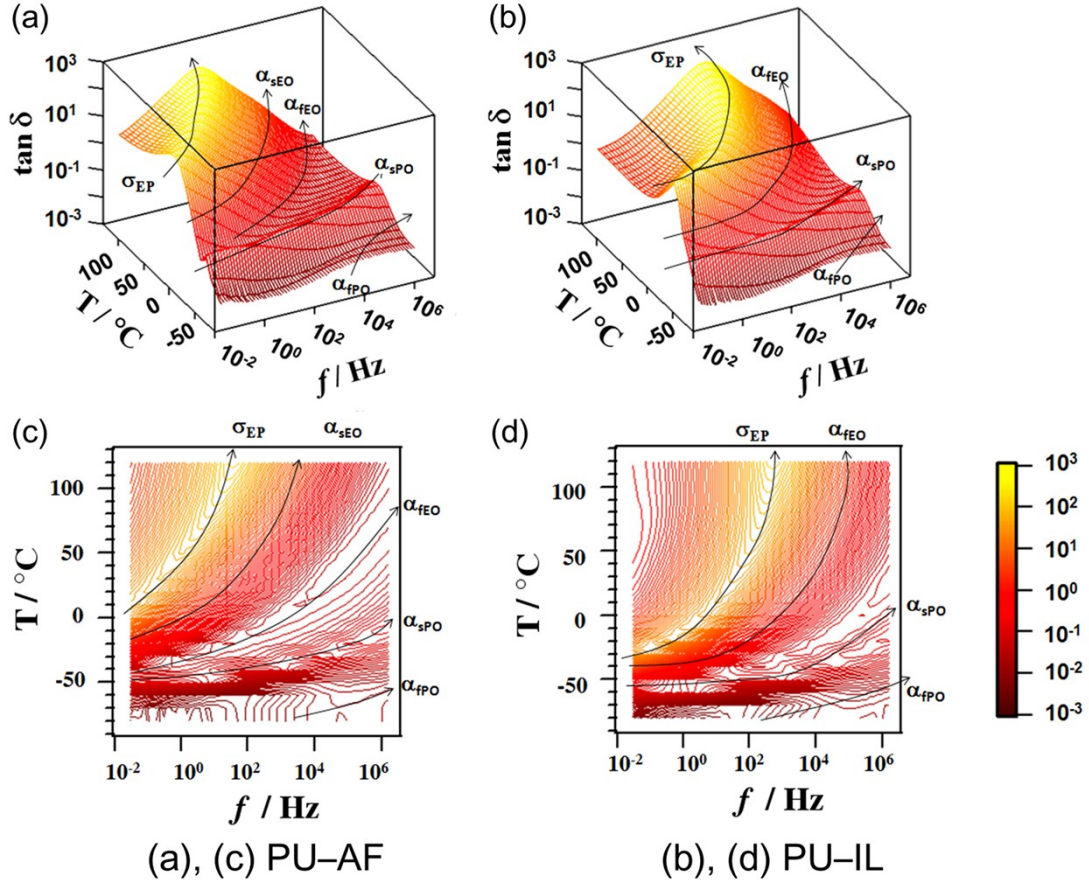 (a)
(b)
tan δ
10³
10¹
10⁻¹
10⁻³
σEP
αsEO
αfEO
αsPO
αfPO
100
50
0
-50
T / °C
10⁻²
10⁰
10²
10⁴
10⁶
f / Hz
tan δ
10³
10¹
10⁻¹
10⁻³
σEP
αfEO
αsPO
αfPO
100
50
0
-50
T / °C
10⁻²
10⁰
10²
10⁴
10⁶
f / Hz
(c)
σEP
αsEO
αfEO
αsPO
αfPO
T / °C
100
50
0
-50
10⁻²
10⁰
10²
10⁴
10⁶
f / Hz
(d)
σEP
αfEO
αsPO
αfPO
T / °C
100
50
0
-50
10⁻²
10⁰
10²
10⁴
10⁶
f / Hz
10³
10²
10¹
10⁰
10⁻¹
10⁻²
10⁻³
(a), (c) PU–AF
(b), (d) PU–IL